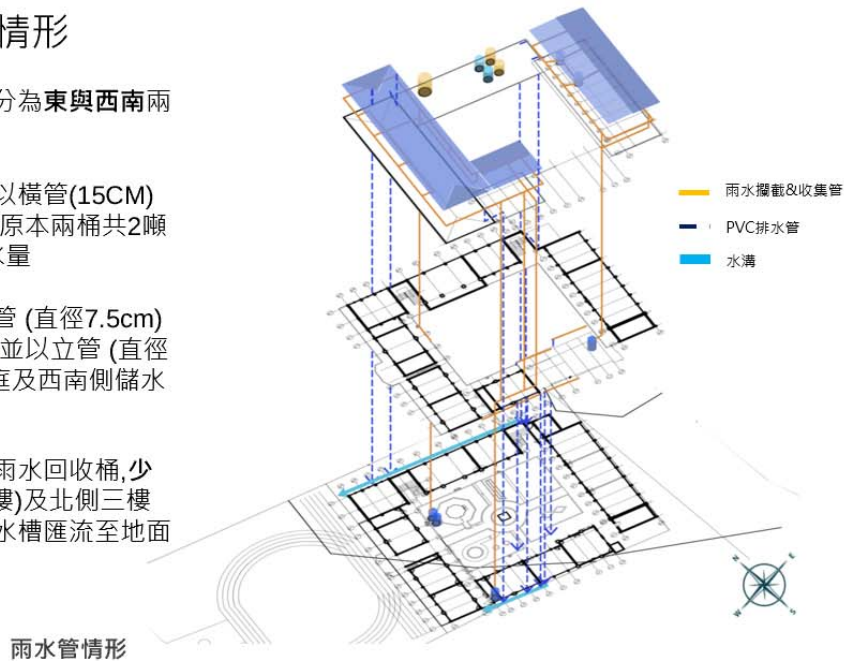 情形
分為東與西南兩
以橫管(15CM)
原本兩桶共2噸
水量
管 (直徑7.5cm)
並以立管 (直徑
庭及西南側儲水
雨水回收桶,少
樓)及北側三樓
水槽匯流至地面
雨水攔截&收集管
PVC排水管
水溝
N
E
W
S
雨水管情形